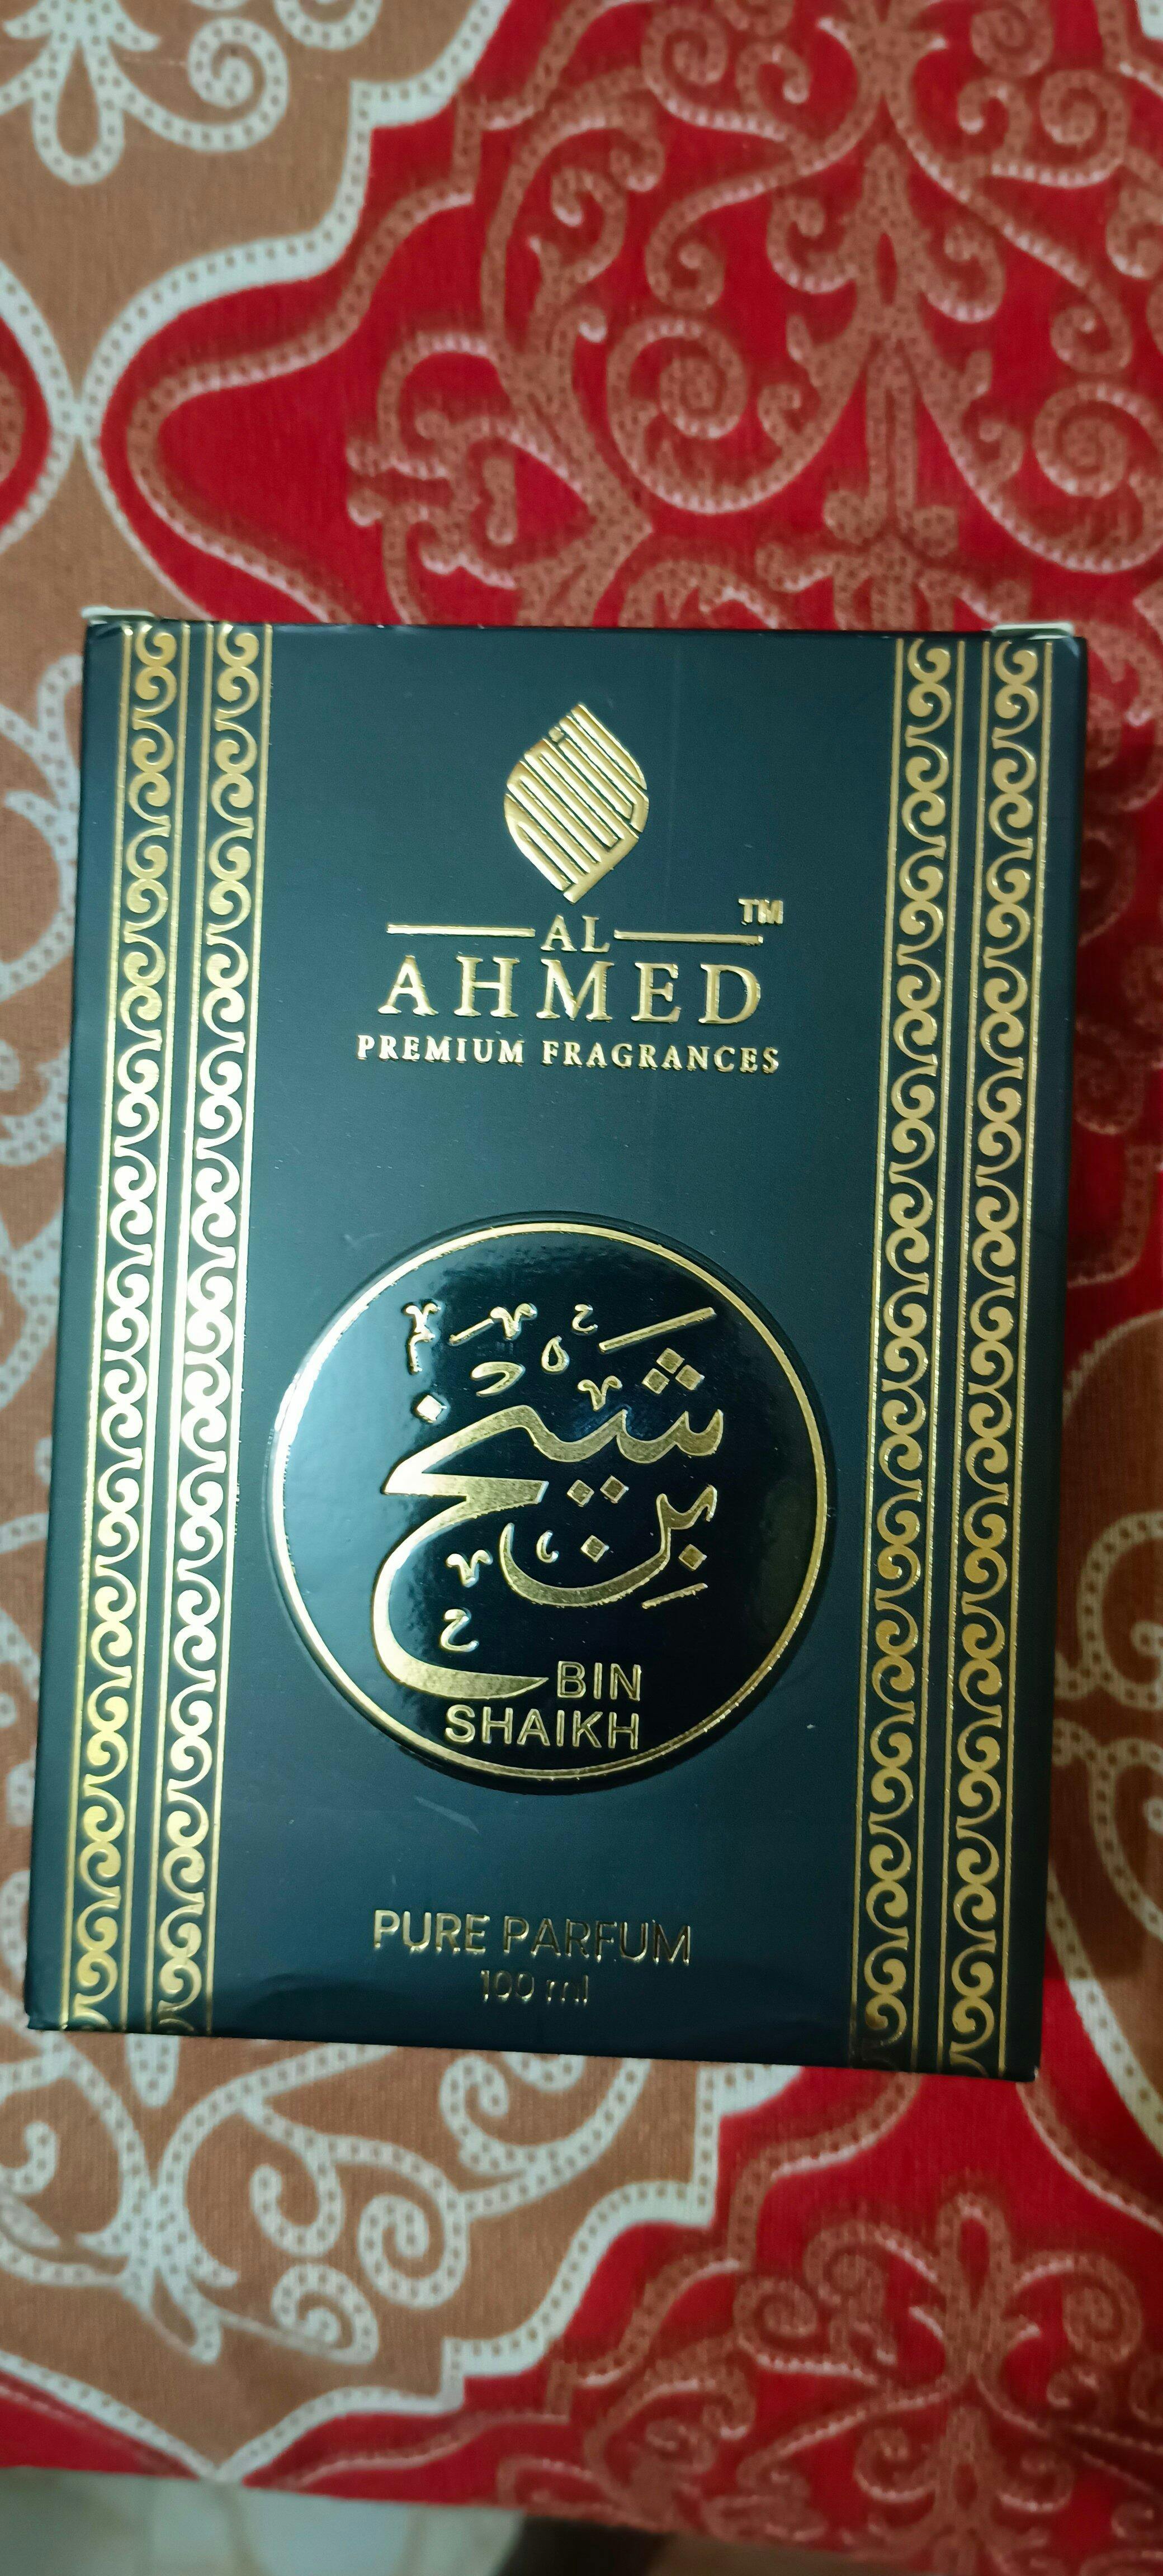 AL
™
AHMED
PREMIUM FRAGRANCES
شيخ
بن
BIN
SHAIKH
PURE PARFUM
100 ml